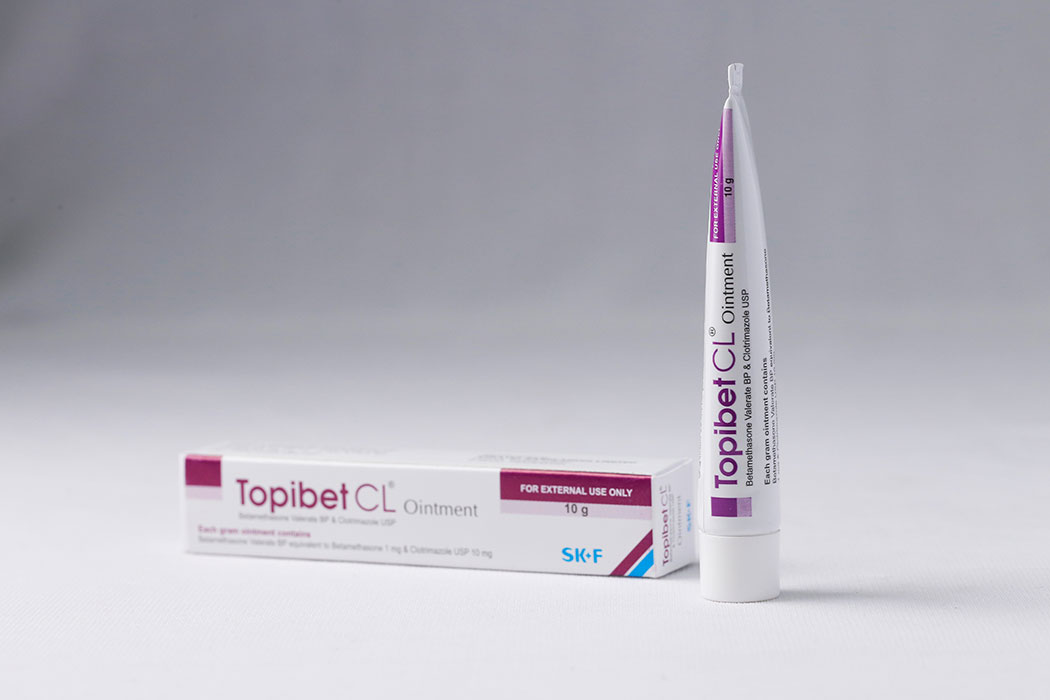 Topibet CL® Ointment
Betamethasone Valerate BP & Clotrimazole USP
Each gram ointment contains
Betamethasone Valerate BP equivalent to Betamethasone 1 mg & Clotrimazole USP 10 mg
FOR EXTERNAL USE ONLY
10 g
SK+F
Topibet CL®
Ointment
SK+F
FOR EXTERNAL USE ONLY
10 g
Topibet CL® Ointment
Betamethasone Valerate BP & Clotrimazole USP
Each gram ointment contains
Betamethasone Valerate BP equivalent to Betamethasone